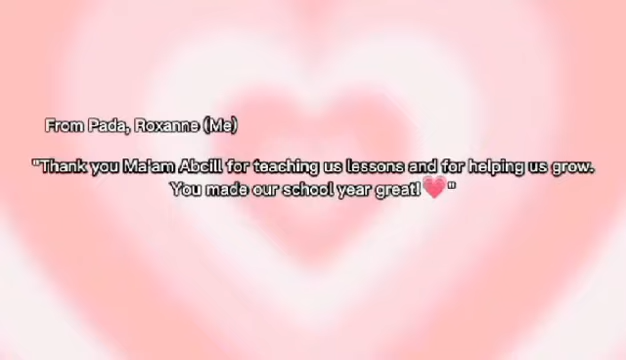 From Pada, Roxanne (Me)
"Thank you Ma'am Abcill for teaching us lessons and for helping us grow.
You made our school year great! 💗"